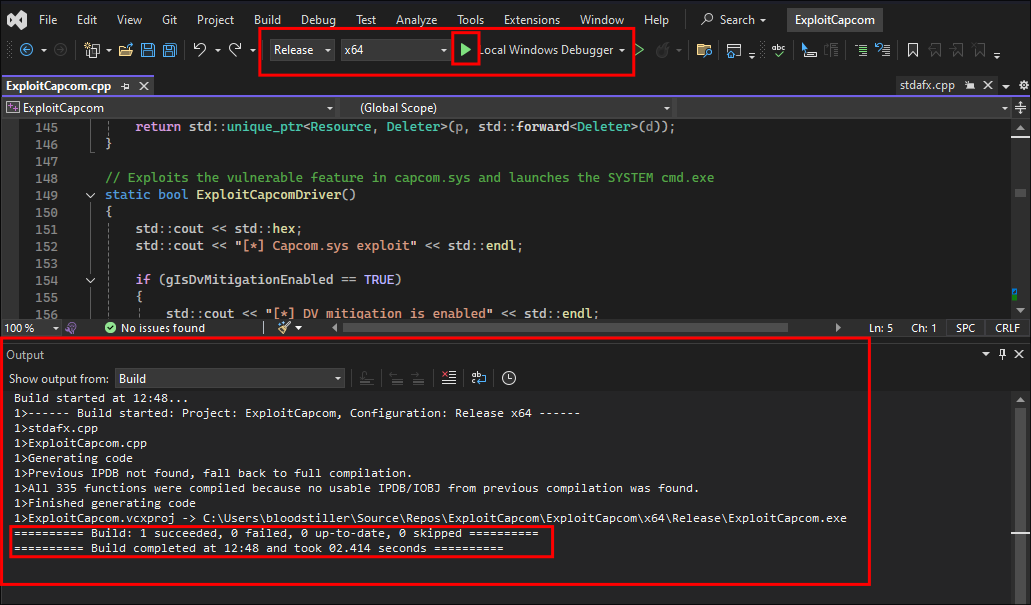 File Edit View Git Project Build Debug Test Analyze Tools Extensions Window Help Search ExploitCapcom
Release x64 Local Windows Debugger
ExploitCapcom.cpp stdafx.cpp
ExploitCapcom (Global Scope)
145 return std::unique_ptr<Resource, Deleter>(p, std::forward<Deleter>(d));
146 }
147
148 // Exploits the vulnerable feature in capcom.sys and launches the SYSTEM cmd.exe
149 static bool ExploitCapcomDriver()
150 {
151 std::cout << std::hex;
152 std::cout << "[*] Capcom.sys exploit" << std::endl;
153
154 if (gIsDvMitigationEnabled == TRUE)
155 {
156 std::cout << "[*] DV mitigation is enabled" << std::endl;
100 % No issues found Ln: 5 Ch: 1 SPC CRLF
Output
Show output from: Build
Build started at 12:48...
1>------ Build started: Project: ExploitCapcom, Configuration: Release x64 ------
1>stdafx.cpp
1>ExploitCapcom.cpp
1>Generating code
1>Previous IPDB not found, fall back to full compilation.
1>All 335 functions were compiled because no usable IPDB/IOBJ from previous compilation was found.
1>Finished generating code
1>ExploitCapcom.vcxproj -> C:\Users\bloodstiller\Source\Repos\ExploitCapcom\ExploitCapcom\x64\Release\ExploitCapcom.exe
========== Build: 1 succeeded, 0 failed, 0 up-to-date, 0 skipped ==========
========== Build completed at 12:48 and took 02.414 seconds ==========